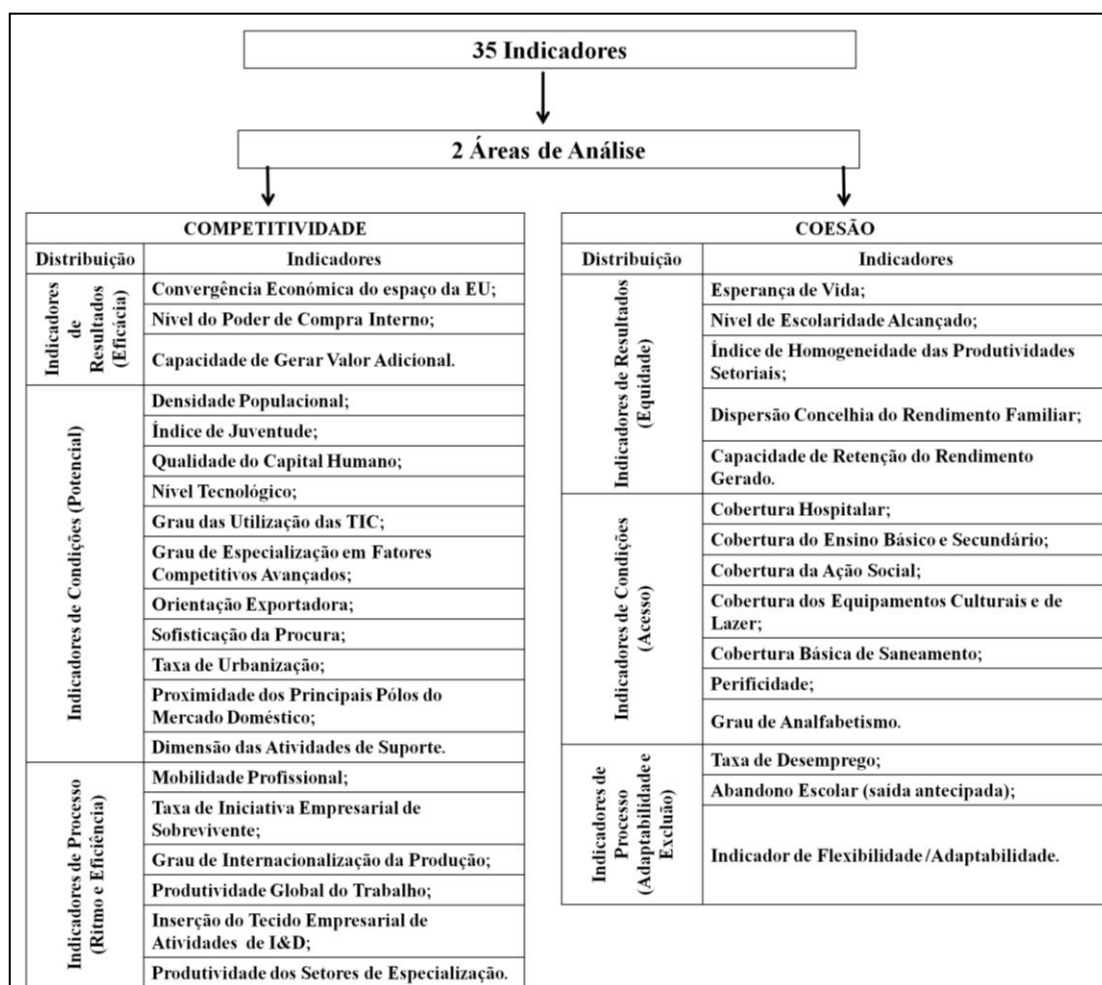 35 Indicadores
2 Áreas de Análise
COMPETITIVIDADE
Distribuição
Indicadores
Indicadores
de
Resultados
(Eficácia)
Convergência Económica do espaço da EU;
Nível do Poder de Compra Interno;
Capacidade de Gerar Valor Adicional.
Indicadores de Condições (Potencial)
Densidade Populacional;
Índice de Juventude;
Qualidade do Capital Humano;
Nível Tecnológico;
Grau das Utilização das TIC;
Grau de Especialização em Fatores
Competitivos Avançados;
Orientação Exportadora;
Sofisticação da Procura;
Taxa de Urbanização;
Proximidade dos Principais Pólos do
Mercado Doméstico;
Dimensão das Atividades de Suporte.
Indicadores de Processo
(Ritmo e Eficiência)
Mobilidade Profissional;
Taxa de Iniciativa Empresarial de
Sobrevivente;
Grau de Internacionalização da Produção;
Produtividade Global do Trabalho;
Inserção do Tecido Empresarial de
Atividades de I&D;
Produtividade dos Setores de Especialização.
COESÃO
Distribuição
Indicadores
Indicadores de Resultados
(Equidade)
Esperança de Vida;
Nível de Escolaridade Alcançado;
Índice de Homogeneidade das Produtividades
Setoriais;
Dispersão Concelhia do Rendimento Familiar;
Capacidade de Retenção do Rendimento
Gerado.
Indicadores de Condições
(Acesso)
Cobertura Hospitalar;
Cobertura do Ensino Básico e Secundário;
Cobertura da Ação Social;
Cobertura dos Equipamentos Culturais e de
Lazer;
Cobertura Básica de Saneamento;
Perificidade;
Grau de Analfabetismo.
Indicadores de
Processo
(Adaptabilidade e
Excluão)
Taxa de Desemprego;
Abandono Escolar (saída antecipada);
Indicador de Flexibilidade/Adaptabilidade.